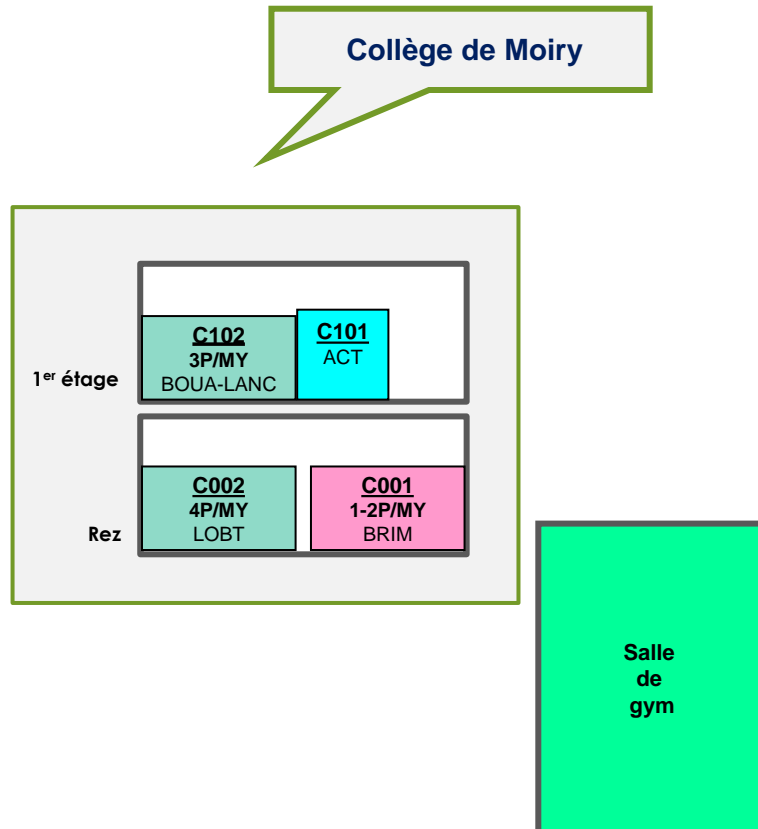 Collège de Moiry
C102
3P/MY
BOUA-LANC
C101
ACT
1er étage
C002
4P/MY
LOBT
C001
1-2P/MY
BRIM
Rez
Salle
de
gym